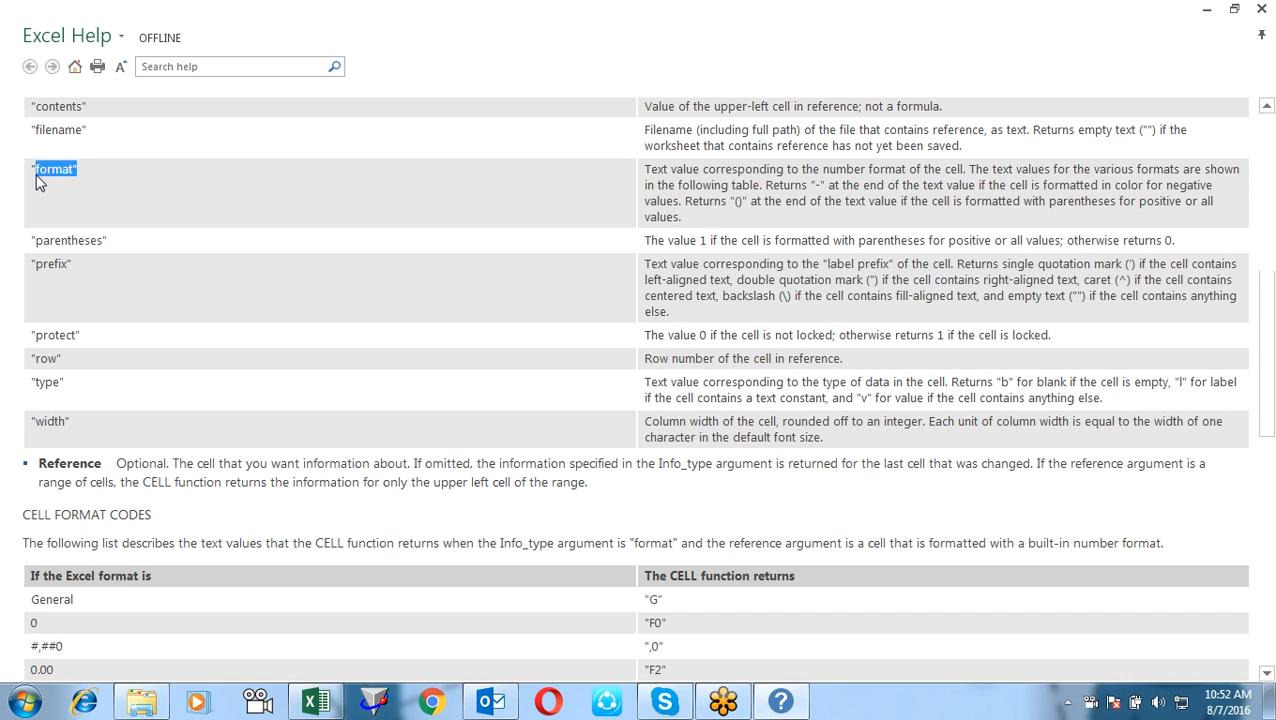 Excel Help OFFLINE
Search help
"contents" Value of the upper-left cell in reference; not a formula.
"filename" Filename (including full path) of the file that contains reference, as text. Returns empty text ("") if the
worksheet that contains reference has not yet been saved.
"format" Text value corresponding to the number format of the cell. The text values for the various formats are shown
in the following table. Returns "-" at the end of the text value if the cell is formatted in color for negative
values. Returns "()" at the end of the text value if the cell is formatted with parentheses for positive or all
values.
"parentheses" The value 1 if the cell is formatted with parentheses for positive or all values; otherwise returns 0.
"prefix" Text value corresponding to the "label prefix" of the cell. Returns single quotation mark (') if the cell contains
left-aligned text, double quotation mark (") if the cell contains right-aligned text, caret (^) if the cell contains
centered text, backslash (\) if the cell contains fill-aligned text, and empty text ("") if the cell contains anything
else.
"protect" The value 0 if the cell is not locked; otherwise returns 1 if the cell is locked.
"row" Row number of the cell in reference.
"type" Text value corresponding to the type of data in the cell. Returns "b" for blank if the cell is empty, "l" for label
if the cell contains a text constant, and "v" for value if the cell contains anything else.
"width" Column width of the cell, rounded off to an integer. Each unit of column width is equal to the width of one
character in the default font size.
▪ Reference Optional. The cell that you want information about. If omitted, the information specified in the Info_type argument is returned for the last cell that was changed. If the reference argument is a
range of cells, the CELL function returns the information for only the upper left cell of the range.
CELL FORMAT CODES
The following list describes the text values that the CELL function returns when the Info_type argument is "format" and the reference argument is a cell that is formatted with a built-in number format.
If the Excel format is The CELL function returns
General "G"
0 "F0"
#,##0 ",0"
0.00 "F2"
10:52 AM
8/7/2016